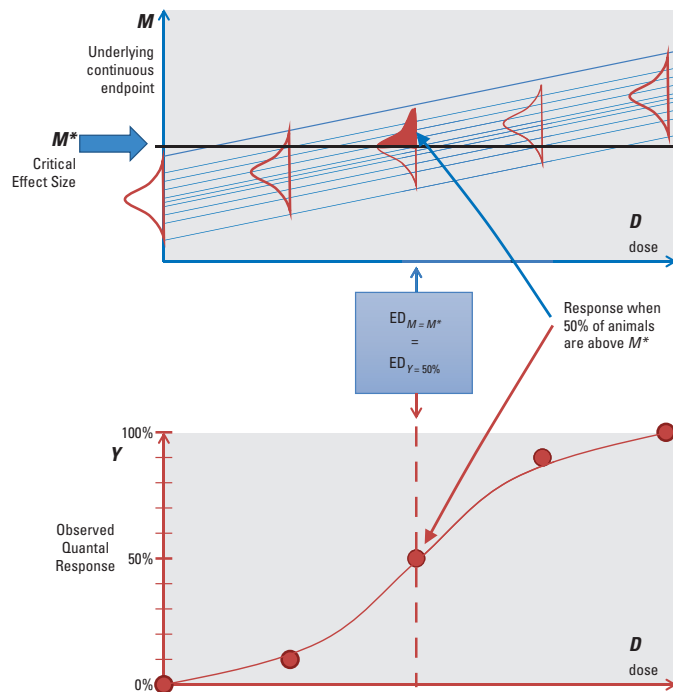 M
Underlying
continuous
endpoint
M*
Critical
Effect Size
D
dose
ED M = M*
=
ED Y = 50%
Response when
50% of animals
are above M*
100%
Y
Observed
Quantal
Response
50%
D
dose
0%